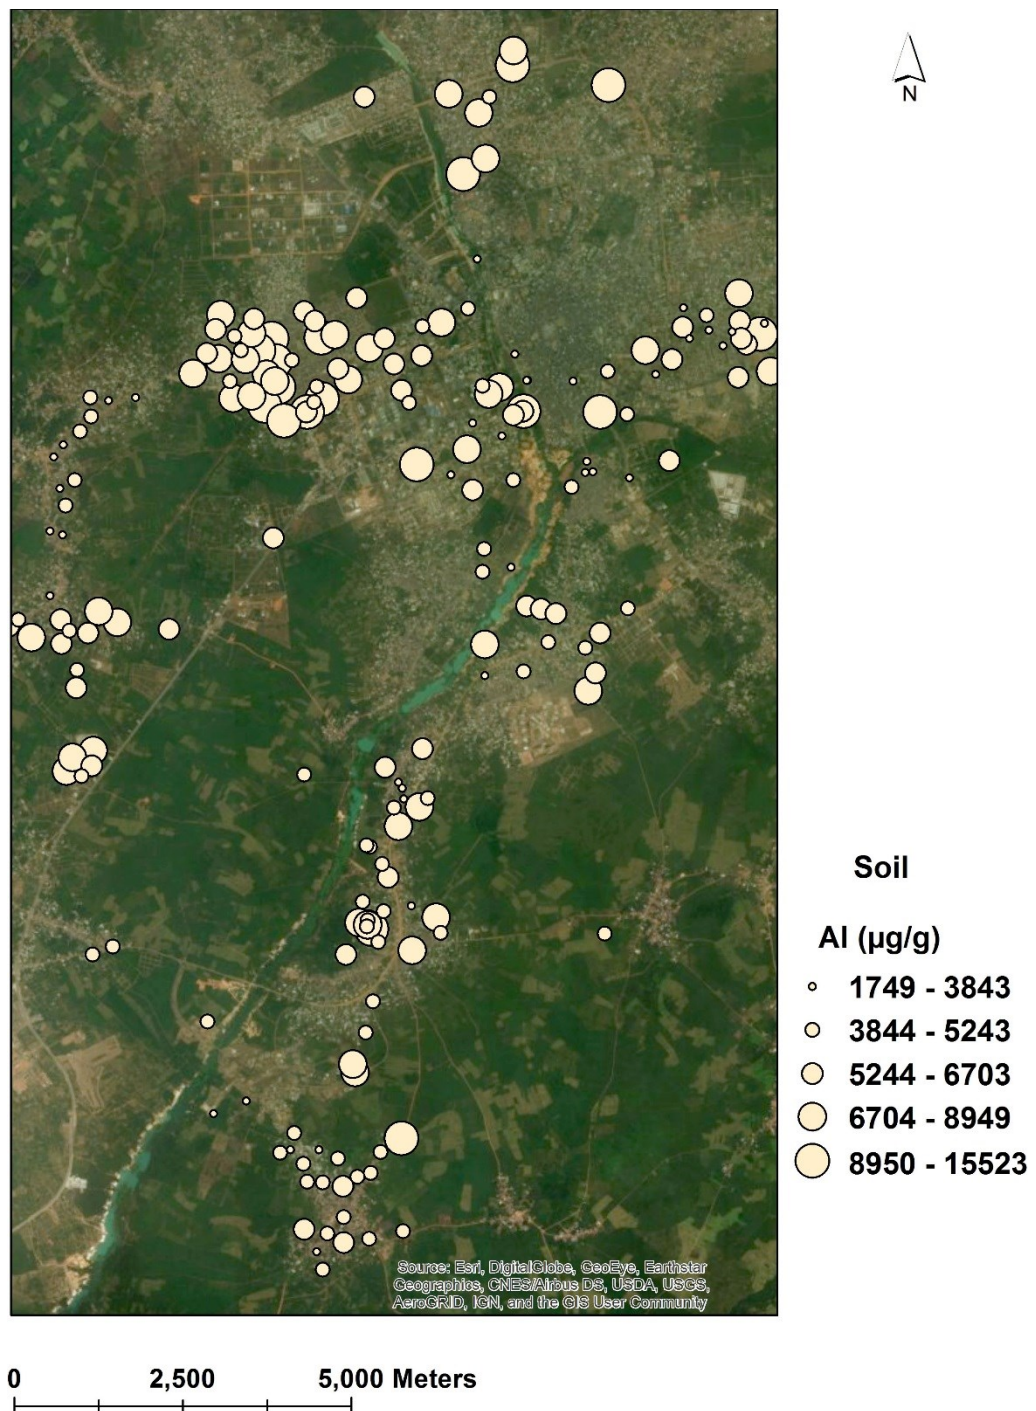 N
Soil
Al (µg/g)
1749 - 3843
3844 - 5243
5244 - 6703
6704 - 8949
8950 - 15523
Source: Esri, DigitalGlobe, GeoEye, Earthstar
Geographics, CNES/Airbus DS, USDA, USGS,
AeroGRID, IGN, and the GIS User Community
0 2,500 5,000 Meters